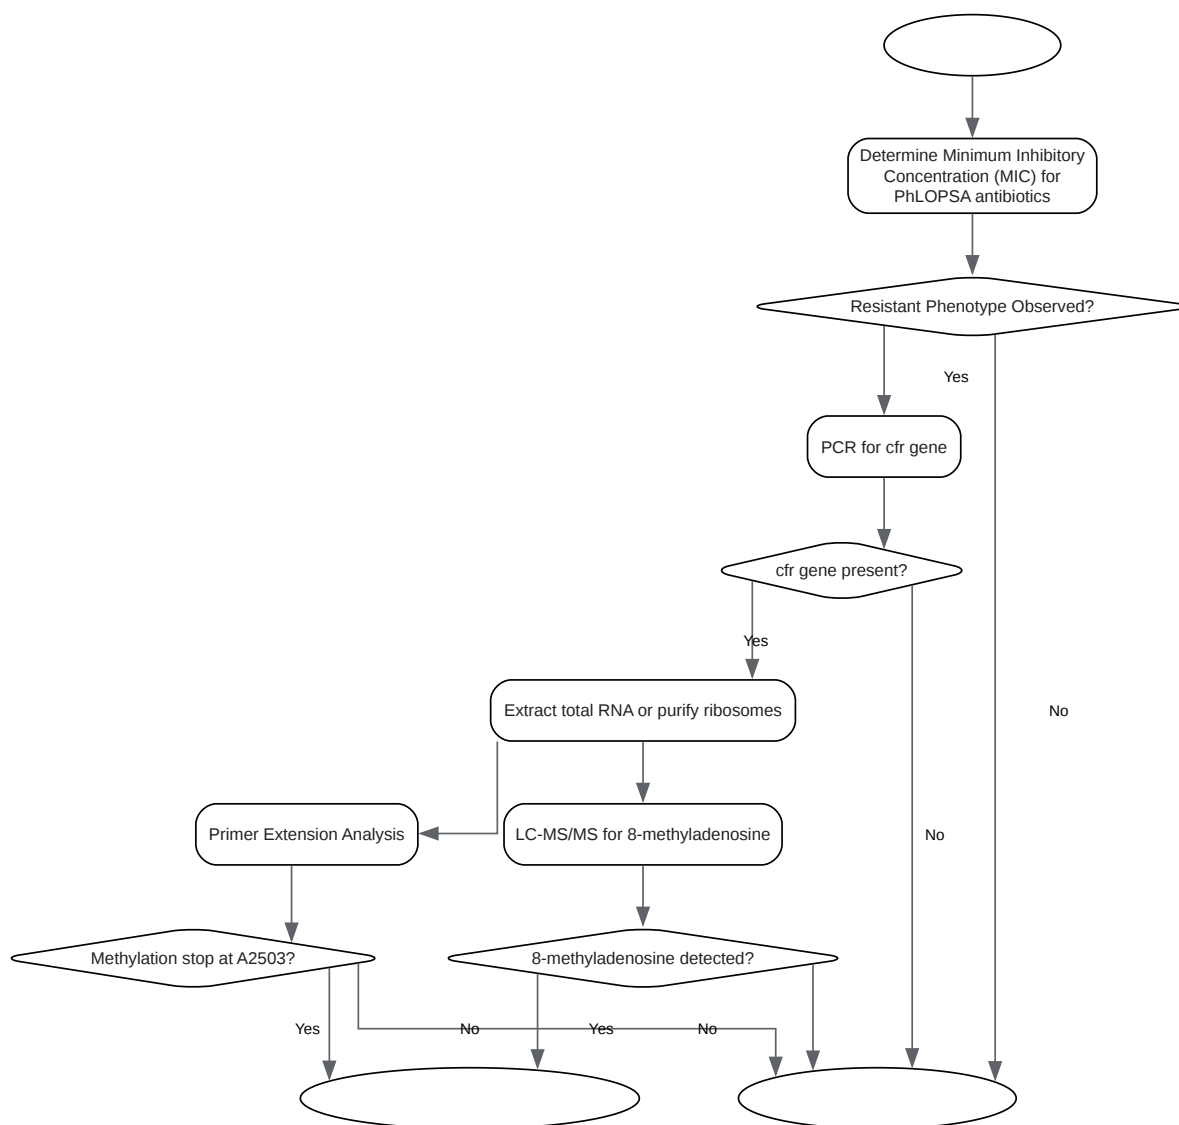 Determine Minimum Inhibitory
Concentration (MIC) for
PhLOPSA antibiotics
Resistant Phenotype Observed?
Yes
PCR for cfr gene
cfr gene present?
Yes
Extract total RNA or purify ribosomes
No
Primer Extension Analysis
LC-MS/MS for 8-methyladenosine
No
Methylation stop at A2503?
8-methyladenosine detected?
Yes
No
Yes
No